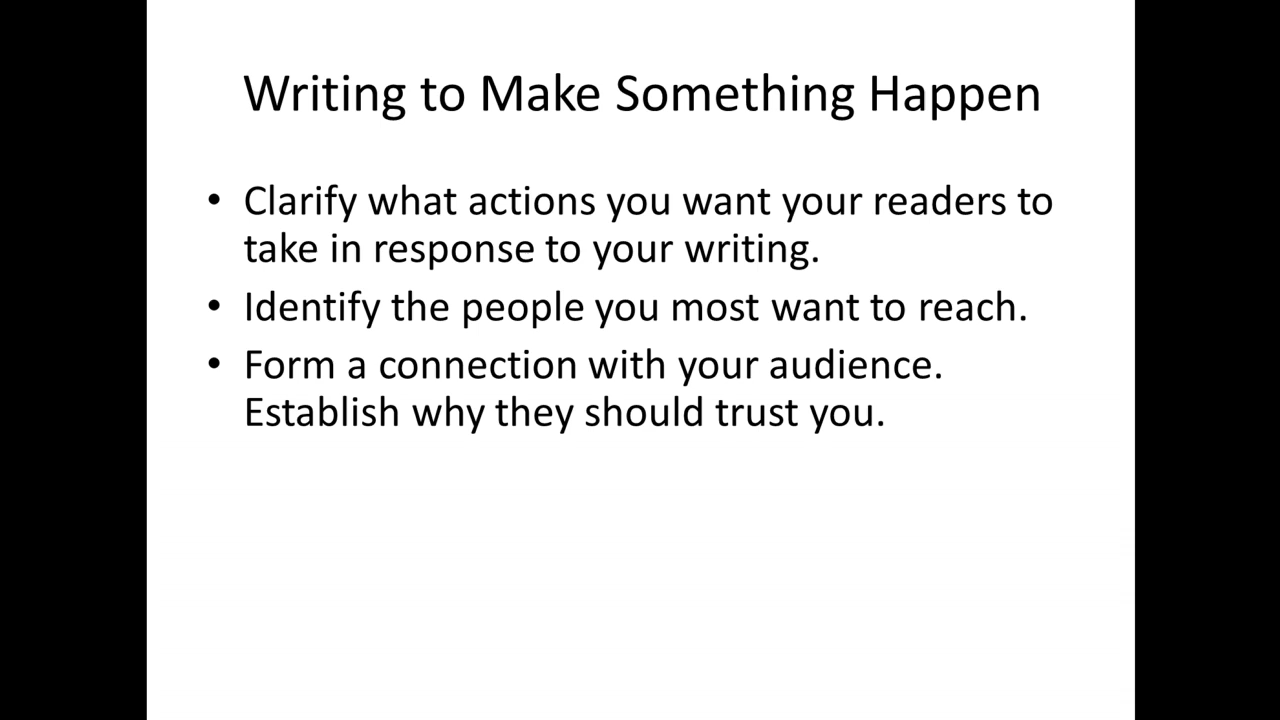 Writing to Make Something Happen
• Clarify what actions you want your readers to
take in response to your writing.
• Identify the people you most want to reach.
• Form a connection with your audience.
Establish why they should trust you.